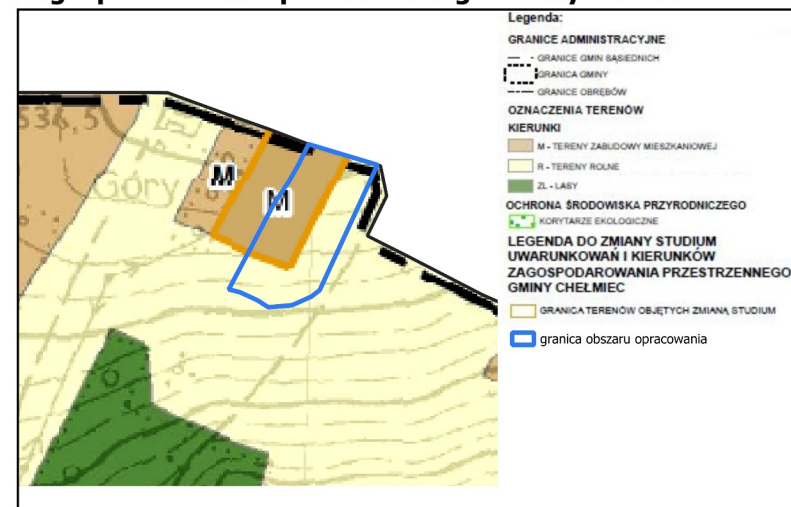 Legenda:
GRANICE ADMINISTRACYJNE
GRANICE GMIN SĄSIEDNICH
GRANICA GMINY
GRANICE OBRĘBÓW
OZNACZENIA TERENÓW
KIERUNKI
M - TERENY ZABUDOWY MIESZKANIOWEJ
R - TERENY ROLNE
ZL - LASY
OCHRONA ŚRODOWISKA PRZYRODNICZEGO
KORYTARZE EKOLOGICZNE
LEGENDA DO ZMIANY STUDIUM
UWARUNKOWAŃ I KIERUNKÓW
ZAGOSPODAROWANIA PRZESTRZENNEGO
GMINY CHEŁMIEC
GRANICA TERENÓW OBJĘTYCH ZMIANĄ STUDIUM
granica obszaru opracowania
536,5
Góry
M
M